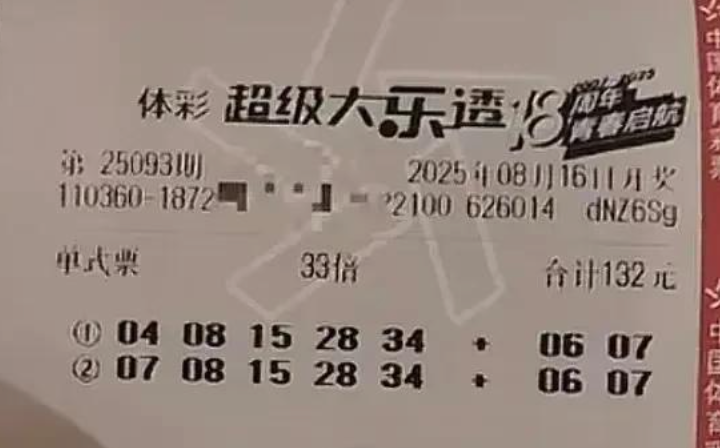 体彩 超级大乐透 18周年 青春启航
第 25093期 2025年08月16日开奖
110360-1872 22100 626014 dNZ6Sg
单式票 33倍 合计132元
① 04 08 15 28 34 + 06 07
② 07 08 15 28 34 + 06 07
中国体育彩票
中国体育